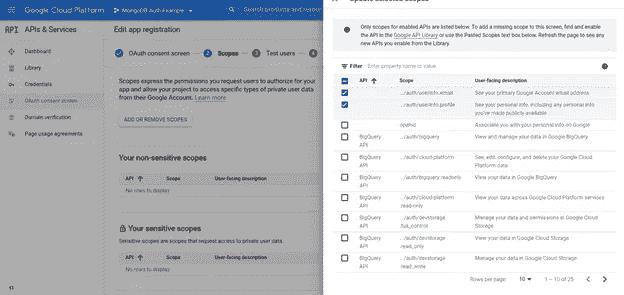 Google Cloud Platform
MongoDB Auth Example
API APIs & Services
Dashboard
Library
Credentials
OAuth consent screen
Domain verification
Page usage agreements
Edit app registration
OAuth consent screen
2 Scopes
3 Test users
4
Scopes express the permissions you request users to authorize for your
app and allow your project to access specific types of private user data
from their Google Account. Learn more
ADD OR REMOVE SCOPES
Your non-sensitive scopes
API Scope User-facing description
No rows to display
Your sensitive scopes
Sensitive scopes are scopes that request access to private user data.
API Scope User-facing description
No rows to display
Only scopes for enabled APIs are listed below. To add a missing scope to this screen, find and enable
the API in the Google API Library or use the Pasted Scopes text box below. Refresh the page to see any
new APIs you enable from the Library.
Filter Enter property name or value
API Scope User-facing description
.../auth/userinfo.email See your primary Google Account email address
.../auth/userinfo.profile See your personal info, including any personal info
you've made publicly available
openid Associate you with your personal info on Google
BigQuery API .../auth/bigquery View and manage your data in Google BigQuery
BigQuery API .../auth/cloud-platform See, edit, configure, and delete your Google Cloud
Platform data
BigQuery API .../auth/bigquery.readonly View your data in Google BigQuery
BigQuery API .../auth/cloud-platform.read-only View your data across Google Cloud Platform services
BigQuery API .../auth/devstorage.full_control Manage your data and permissions in Google Cloud
Storage
BigQuery API .../auth/devstorage.read_only View your data in Google Cloud Storage
BigQuery API .../auth/devstorage.read_write Manage your data in Google Cloud Storage
Rows per page: 10 1 – 10 of 25